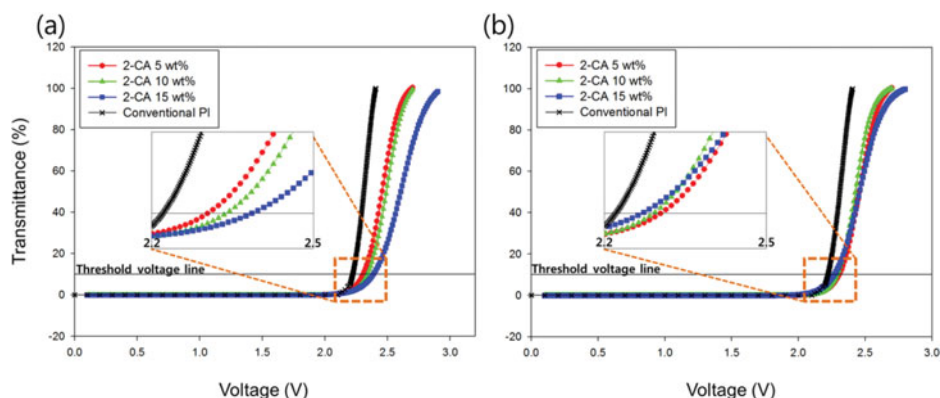 (a)
120
100
80
60
40
20
0
-20
Transmittance (%)
2-CA 5 wt%
2-CA 10 wt%
2-CA 15 wt%
Conventional PI
2.2
2.5
Threshold voltage line
0.0
0.5
1.0
1.5
2.0
2.5
3.0
Voltage (V)
(b)
120
100
80
60
40
20
0
-20
2-CA 5 wt%
2-CA 10 wt%
2-CA 15 wt%
Conventional PI
2.2
2.5
Threshold voltage line
0.0
0.5
1.0
1.5
2.0
2.5
3.0
Voltage (V)